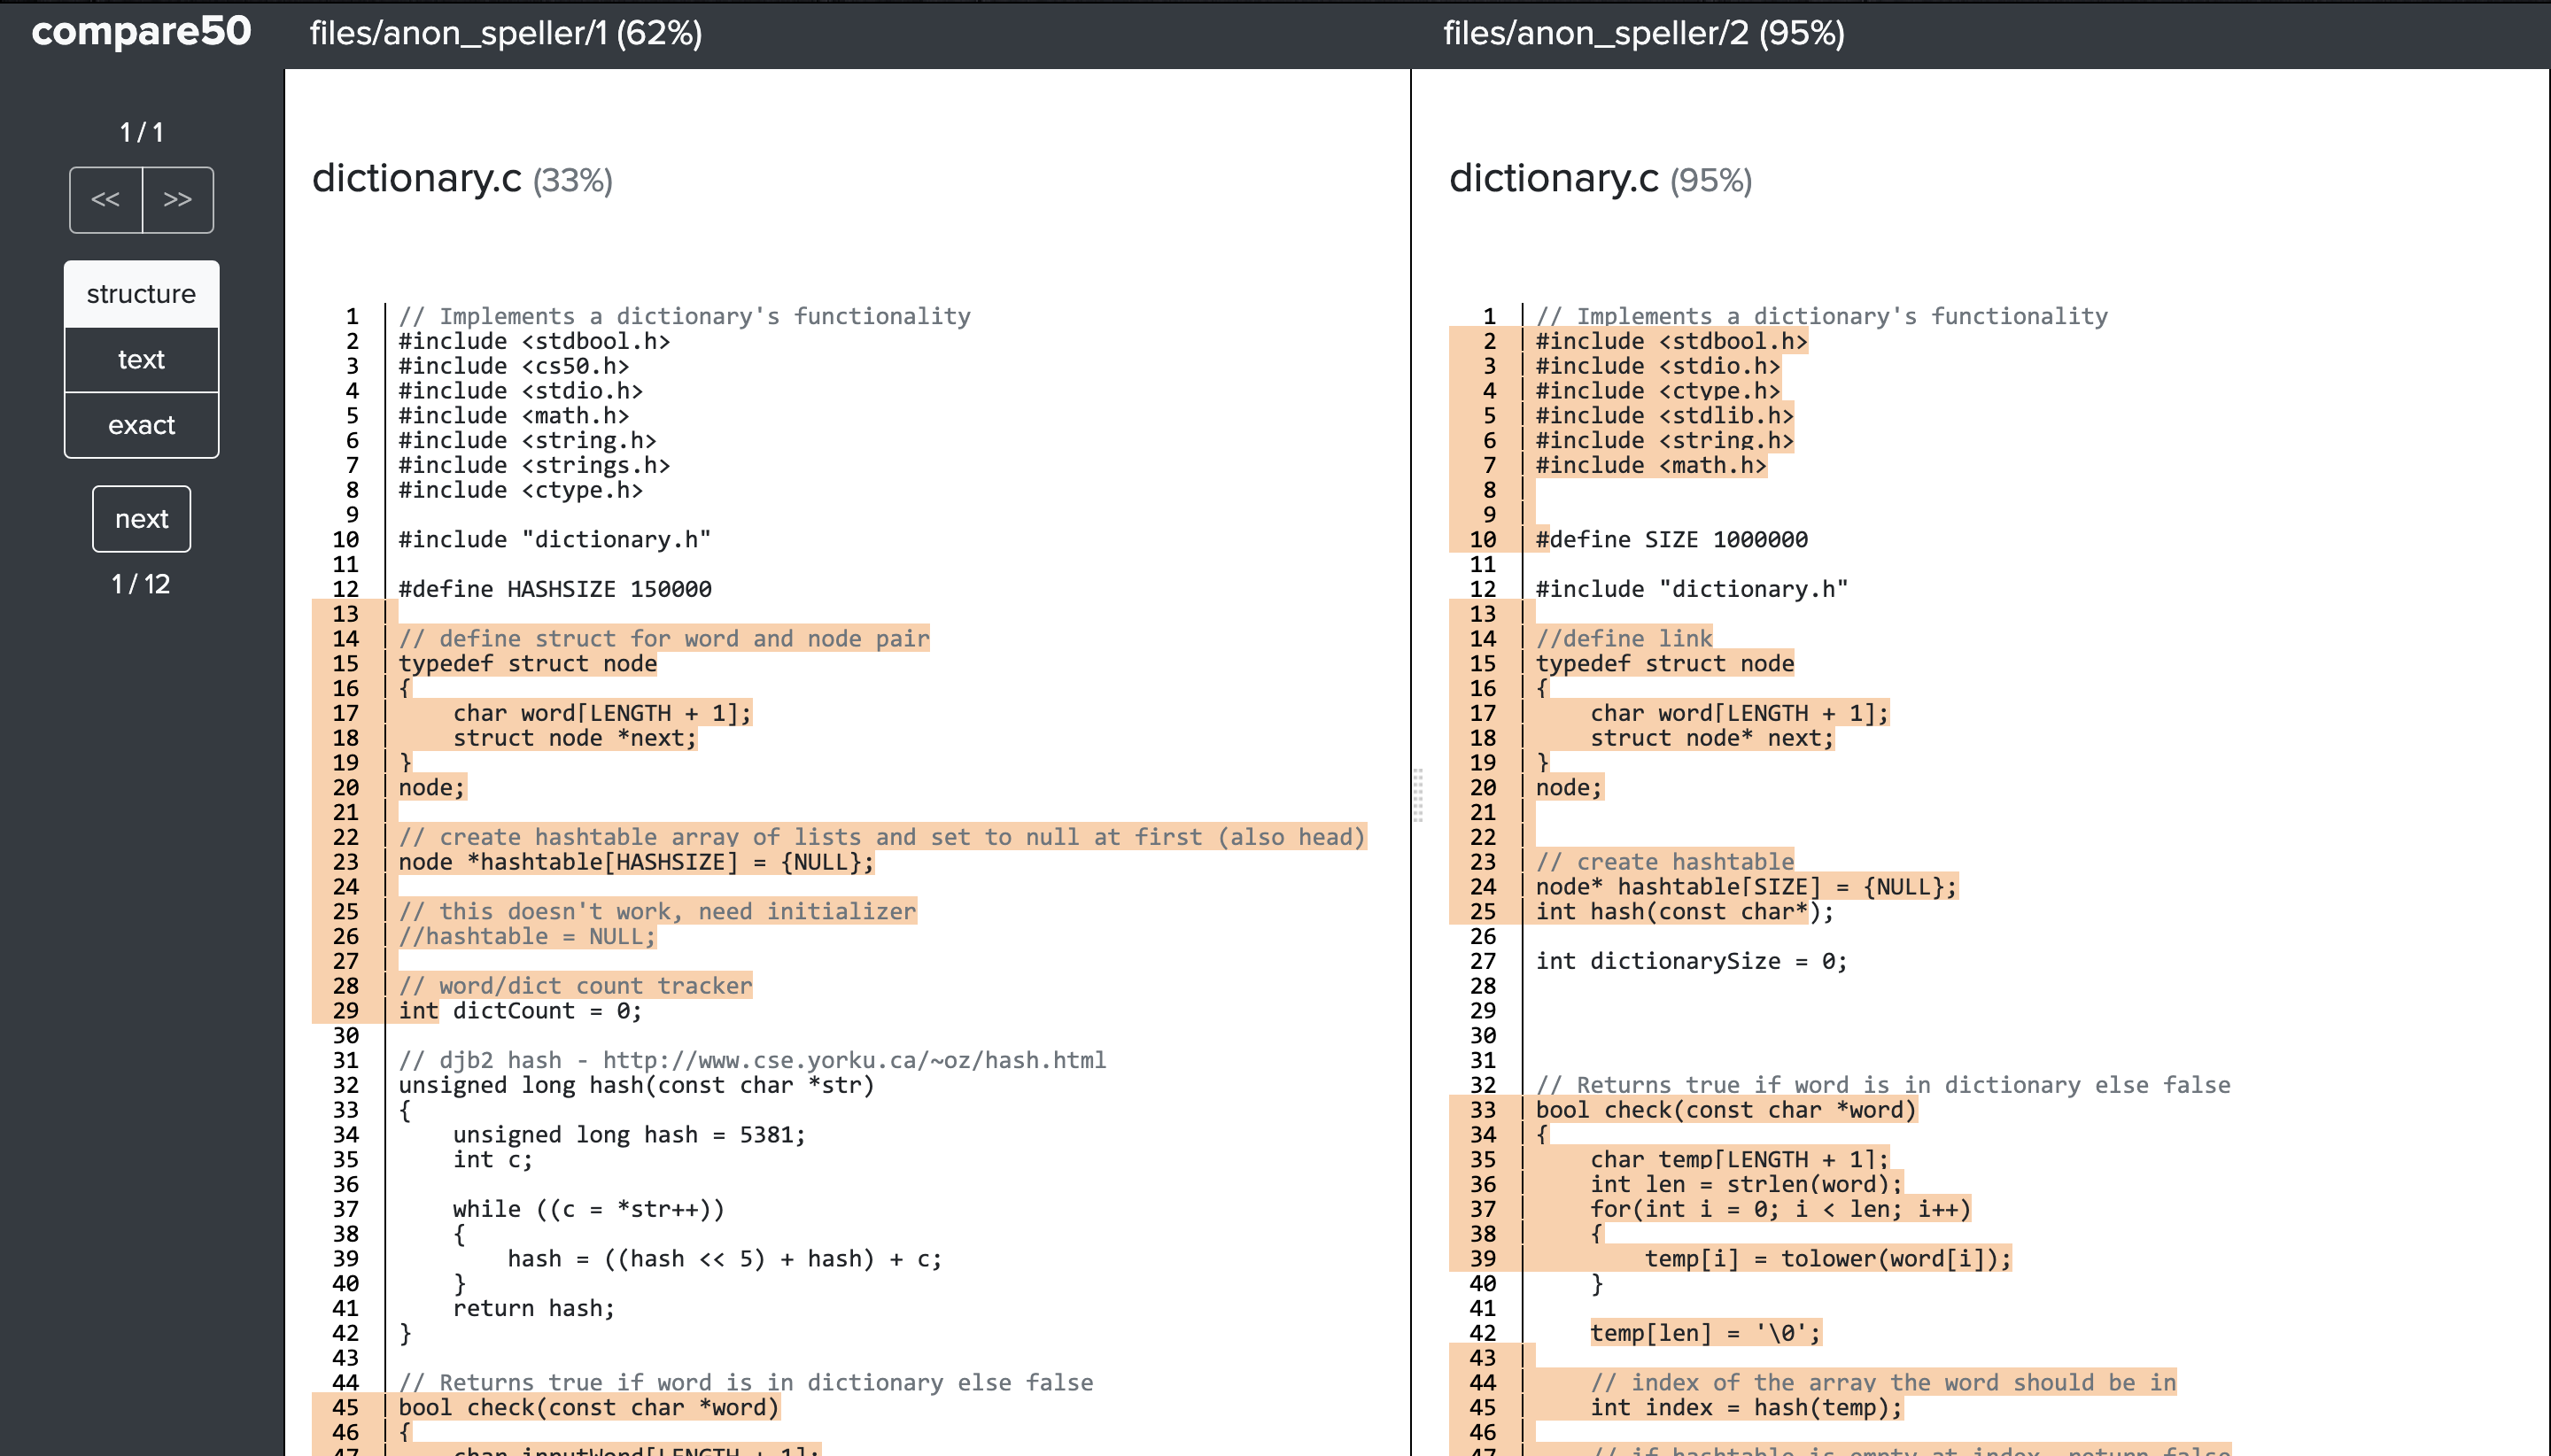 compare50
files/anon_speller/1 (62%)
files/anon_speller/2 (95%)
1 / 1
<< >>
structure
text
exact
next
1 / 12
dictionary.c (33%)
1 // Implements a dictionary's functionality
2 #include <stdbool.h>
3 #include <cs50.h>
4 #include <stdio.h>
5 #include <math.h>
6 #include <string.h>
7 #include <strings.h>
8 #include <ctype.h>
9
10 #include "dictionary.h"
11
12 #define HASHSIZE 150000
13
14 // define struct for word and node pair
15 typedef struct node
16 {
17     char word[LENGTH + 1];
18     struct node *next;
19 }
20 node;
21
22 // create hashtable array of lists and set to null at first (also head)
23 node *hashtable[HASHSIZE] = {NULL};
24
25 // this doesn't work, need initializer
26 //hashtable = NULL;
27
28 // word/dict count tracker
29 int dictCount = 0;
30
31 // djb2 hash - http://www.cse.yorku.ca/~oz/hash.html
32 unsigned long hash(const char *str)
33 {
34     unsigned long hash = 5381;
35     int c;
36
37     while ((c = *str++))
38     {
39         hash = ((hash << 5) + hash) + c;
40     }
41     return hash;
42 }
43
44 // Returns true if word is in dictionary else false
45 bool check(const char *word)
46 {
47     char inputWord[LENGTH + 1];
dictionary.c (95%)
1 // Implements a dictionary's functionality
2 #include <stdbool.h>
3 #include <stdio.h>
4 #include <ctype.h>
5 #include <stdlib.h>
6 #include <string.h>
7 #include <math.h>
8
9
10 #define SIZE 1000000
11
12 #include "dictionary.h"
13
14 //define link
15 typedef struct node
16 {
17     char word[LENGTH + 1];
18     struct node* next;
19 }
20 node;
21
22
23 // create hashtable
24 node* hashtable[SIZE] = {NULL};
25 int hash(const char*);
26
27 int dictionarySize = 0;
28
29
30
31
32 // Returns true if word is in dictionary else false
33 bool check(const char *word)
34 {
35     char temp[LENGTH + 1];
36     int len = strlen(word);
37     for(int i = 0; i < len; i++)
38     {
39         temp[i] = tolower(word[i]);
40     }
41
42     temp[len] = '\0';
43
44     // index of the array the word should be in
45     int index = hash(temp);
46
47     // if hashtable is empty at index, return false